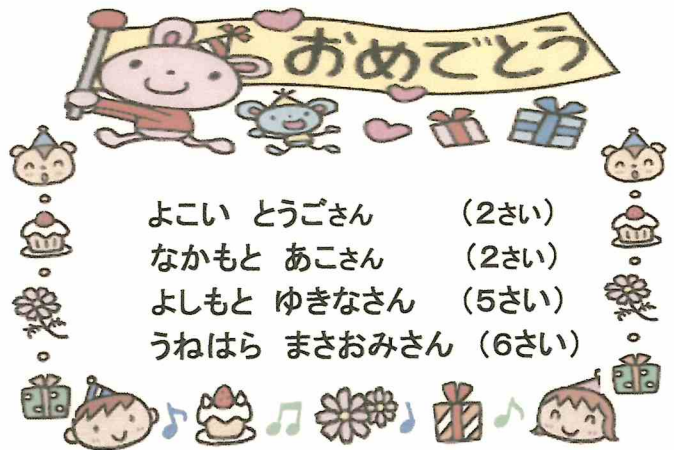 おめでとう
よこい とうごさん (2さい)
なかもと あこさん (2さい)
よしもと ゆきなさん (5さい)
うねはら まさおみさん (6さい)